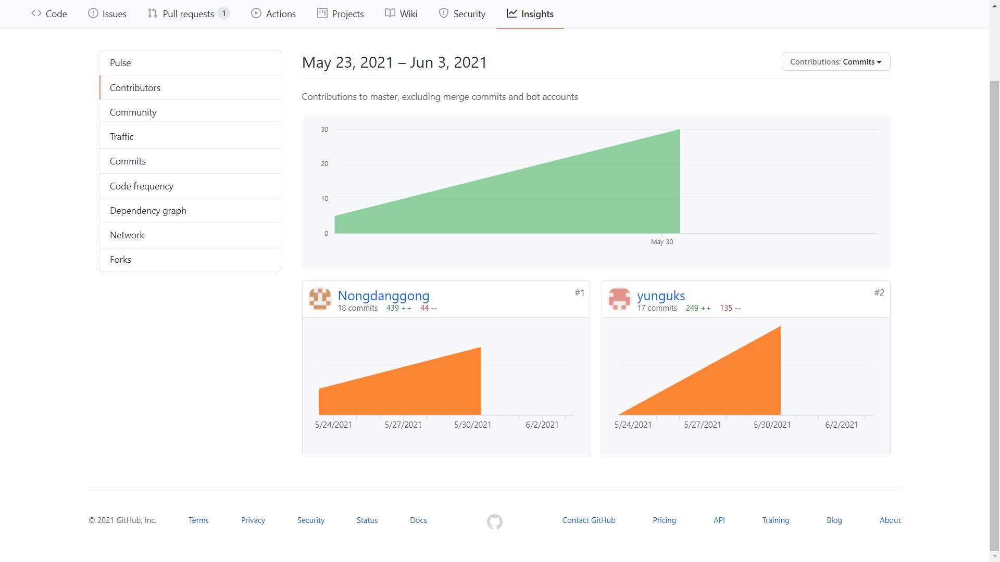 Code Issues Pull requests 1 Actions Projects Wiki Security Insights
Pulse
Contributors
Community
Traffic
Commits
Code frequency
Dependency graph
Network
Forks
May 23, 2021 – Jun 3, 2021
Contributions: Commits
Contributions to master, excluding merge commits and bot accounts
30
20
10
0
May 30
Nongdanggong #1
18 commits 439 ++ 44 --
5/24/2021 5/27/2021 5/30/2021 6/2/2021
yunguks #2
17 commits 249 ++ 135 --
5/24/2021 5/27/2021 5/30/2021 6/2/2021
© 2021 GitHub, Inc. Terms Privacy Security Status Docs Contact GitHub Pricing API Training Blog About